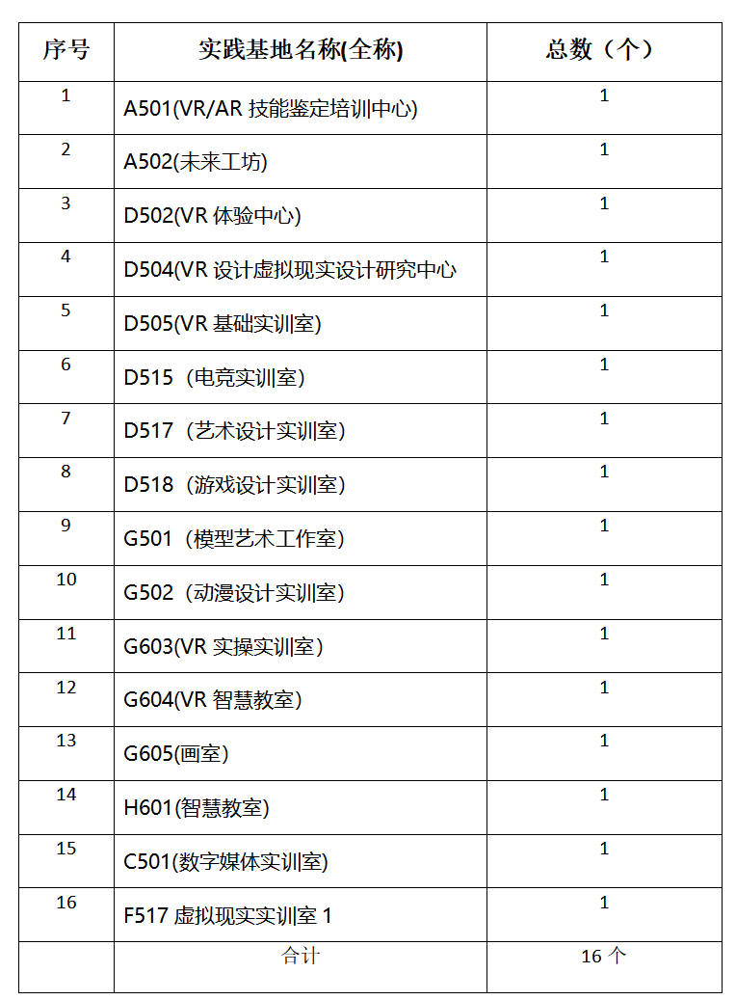 序号 实践基地名称(全称) 总数（个）
1 A501(VR/AR 技能鉴定培训中心) 1
2 A502(未来工坊) 1
3 D502(VR 体验中心) 1
4 D504(VR 设计虚拟现实设计研究中心 1
5 D505(VR 基础实训室) 1
6 D515（电竞实训室） 1
7 D517（艺术设计实训室） 1
8 D518（游戏设计实训室） 1
9 G501（模型艺术工作室） 1
10 G502（动漫设计实训室） 1
11 G603(VR 实操实训室） 1
12 G604(VR 智慧教室） 1
13 G605(画室） 1
14 H601(智慧教室) 1
15 C501(数字媒体实训室) 1
16 F517 虚拟现实实训室 1 1
合计 16 个